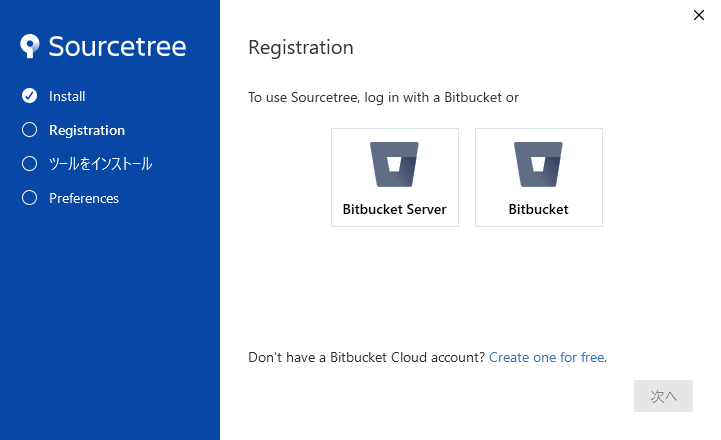 Sourcetree
Install
Registration
ツールをインストール
Preferences
Registration
To use Sourcetree, log in with a Bitbucket or
Bitbucket Server
Bitbucket
Don't have a Bitbucket Cloud account? Create one for free.
次へ